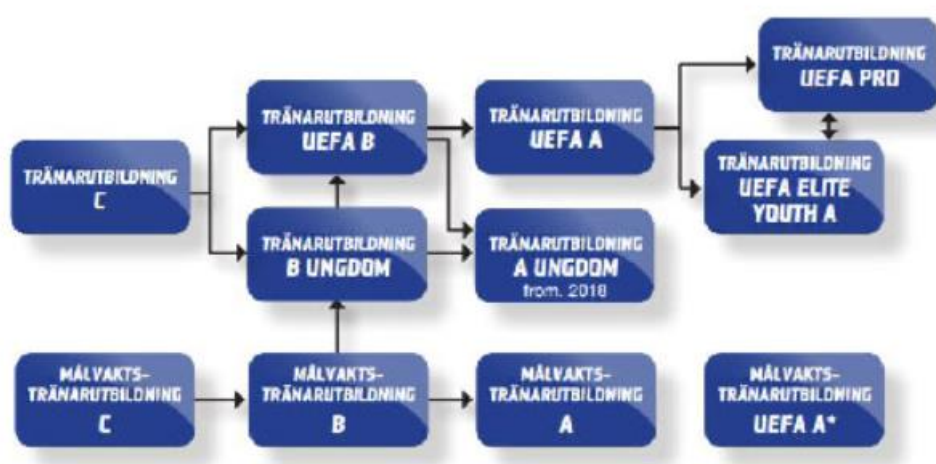 TRÄNARUTBILDNING
UEFA PRO
TRÄNARUTBILDNING
UEFA B
TRÄNARUTBILDNING
UEFA A
TRÄNARUTBILDNING
C
TRÄNARUTBILDNING
UEFA ELITE
YOUTH A
TRÄNARUTBILDNING
B UNGDOM
TRÄNARUTBILDNING
A UNGDOM
from. 2018
MÅLVAKTS-
TRÄNARUTBILDNING
C
MÅLVAKTS-
TRÄNARUTBILDNING
B
MÅLVAKTS-
TRÄNARUTBILDNING
A
MÅLVAKTS-
TRÄNARUTBILDNING
UEFA A*